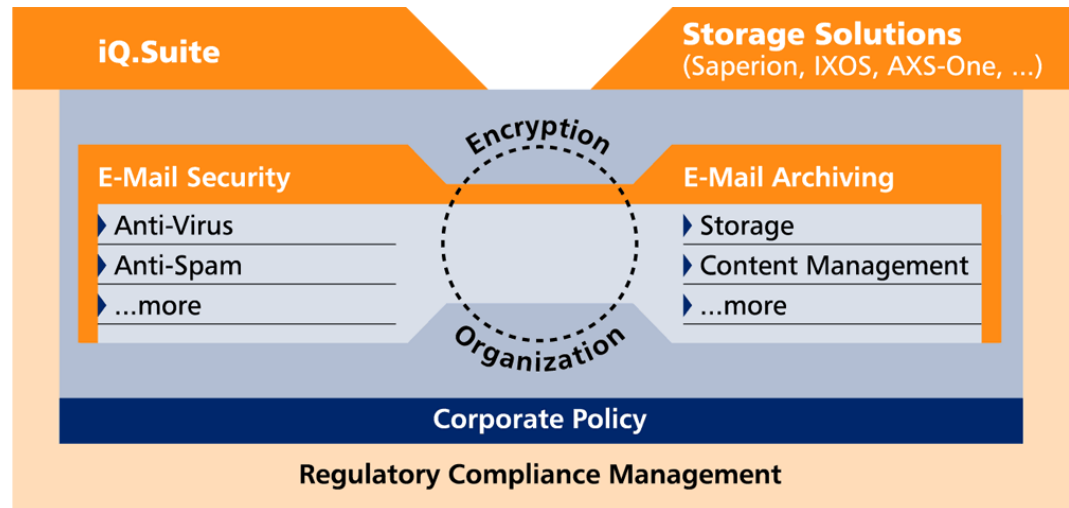 iQ.Suite
Storage Solutions
(Saperion, IXOS, AXS-One, ...)
Encryption
E-Mail Security
Anti-Virus
Anti-Spam
...more
E-Mail Archiving
Storage
Content Management
...more
Organization
Corporate Policy
Regulatory Compliance Management